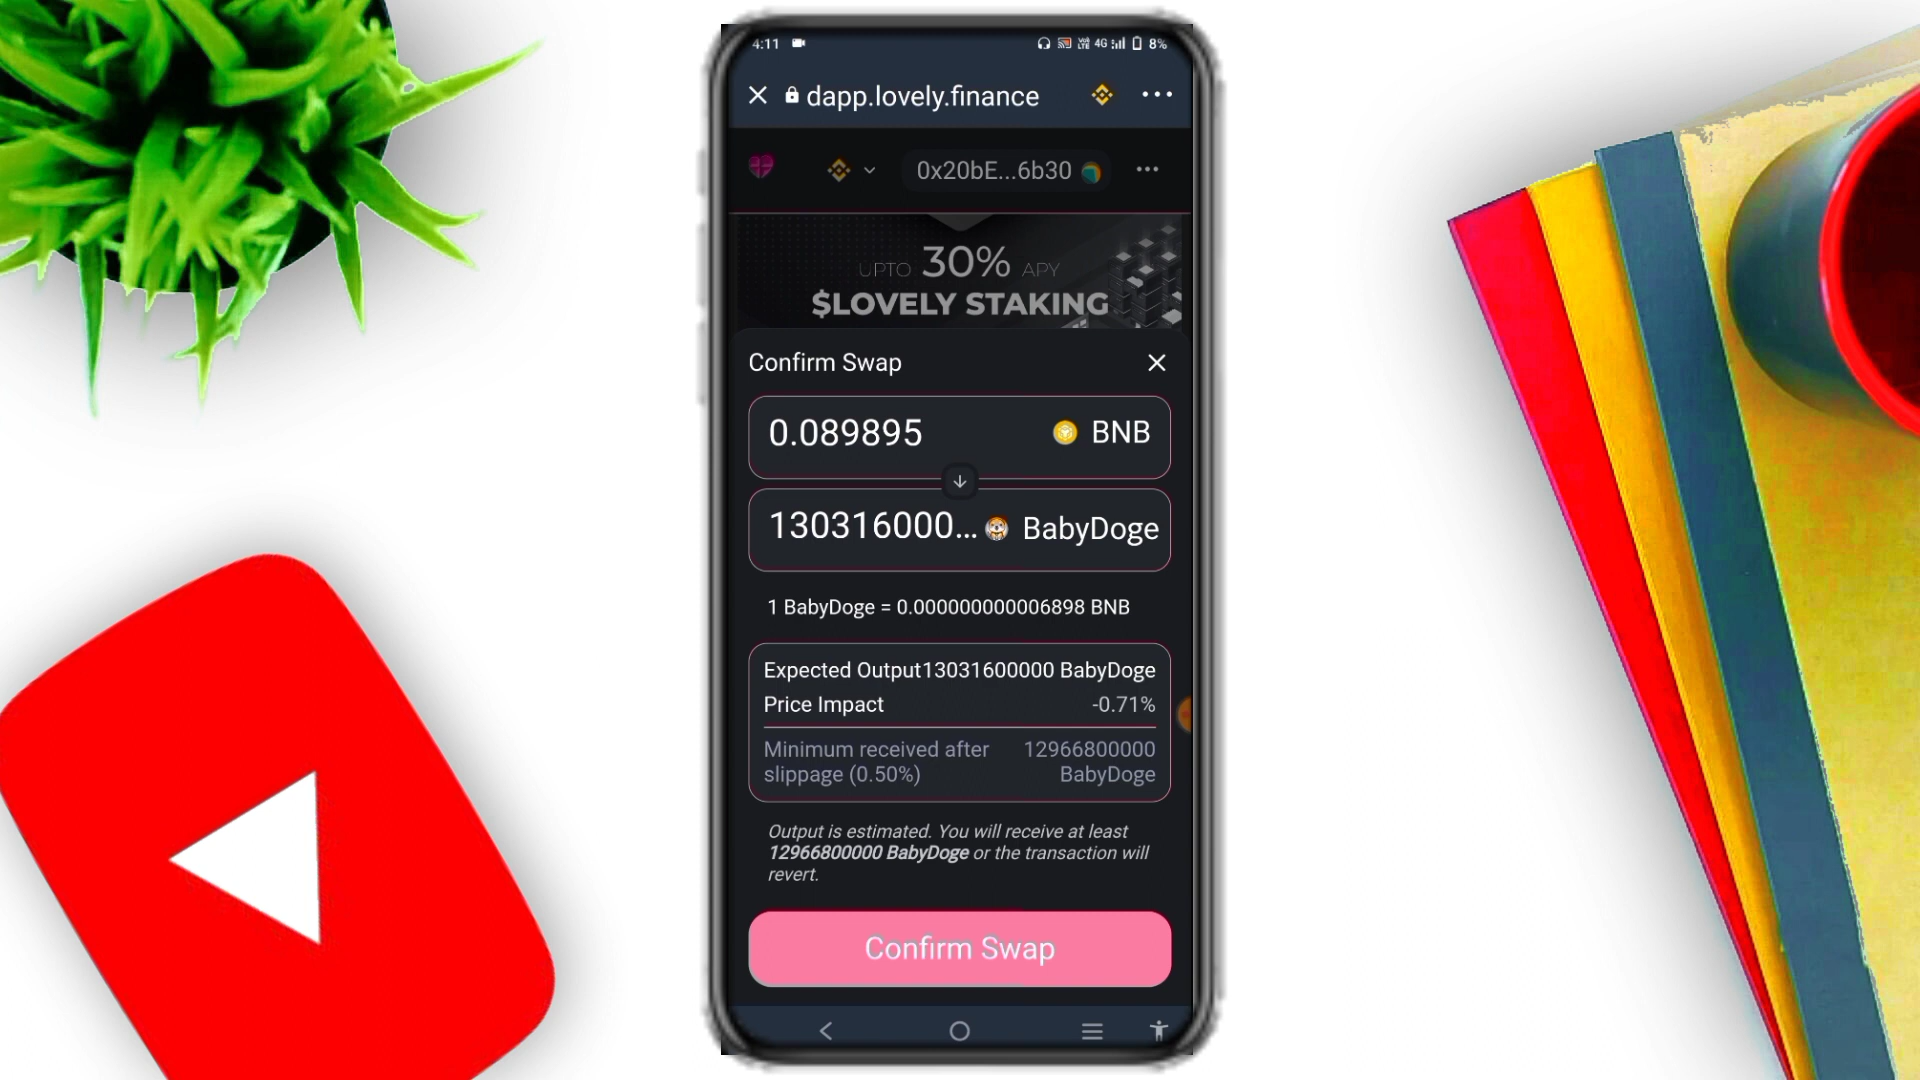 4:11
4G
8%
dapp.lovely.finance
0x20bE...6b30
UPTO 30% APY
$LOVELY STAKING
Confirm Swap
0.089895
BNB
130316000...
BabyDoge
1 BabyDoge = 0.000000000006898 BNB
Expected Output13031600000 BabyDoge
Price Impact
-0.71%
Minimum received after
slippage (0.50%)
12966800000
BabyDoge
Output is estimated. You will receive at least
12966800000 BabyDoge or the transaction will
revert.
Confirm Swap